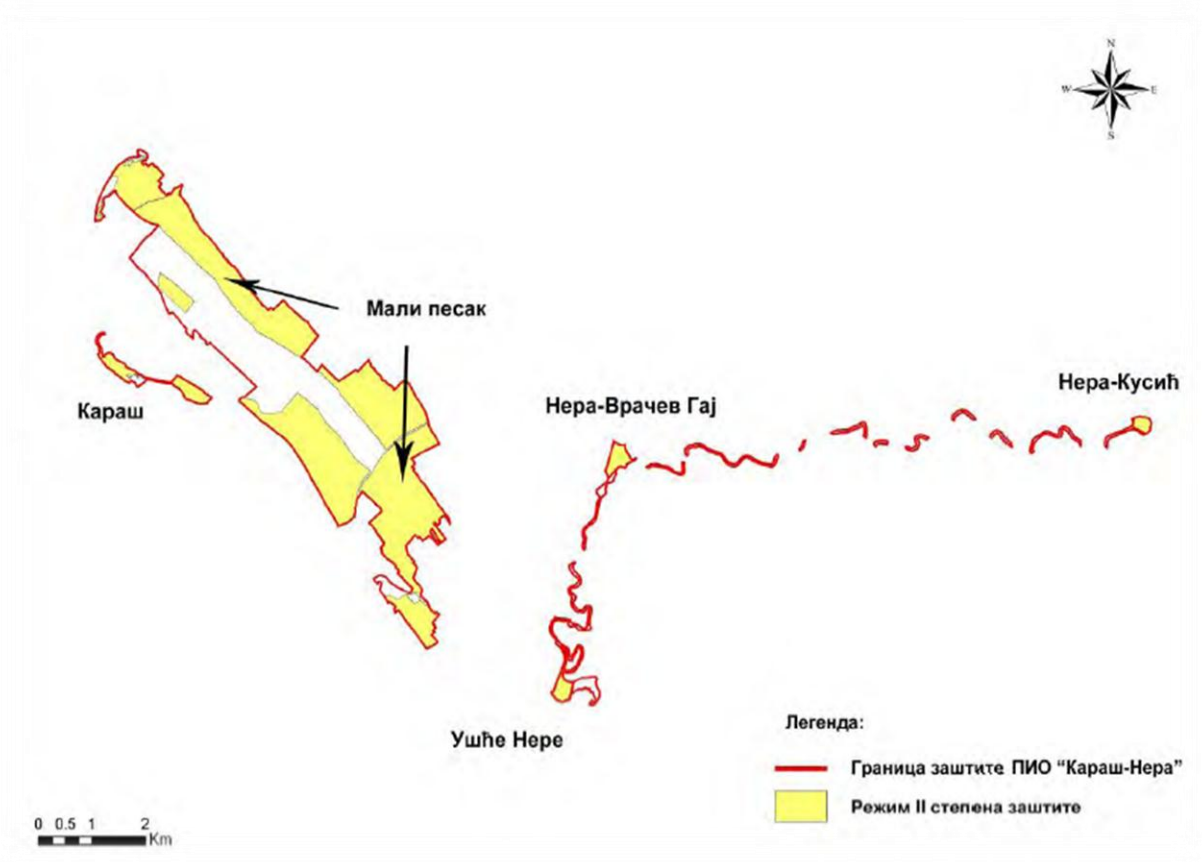 N
W
E
S
Мали песак
Караш
Нера-Врачев Гај
Нера-Кусић
Ушће Нере
Легенда:
Граница заштите ПИО “Караш-Нера”
Режим II степена заштите
0 0.5 1 2
Km